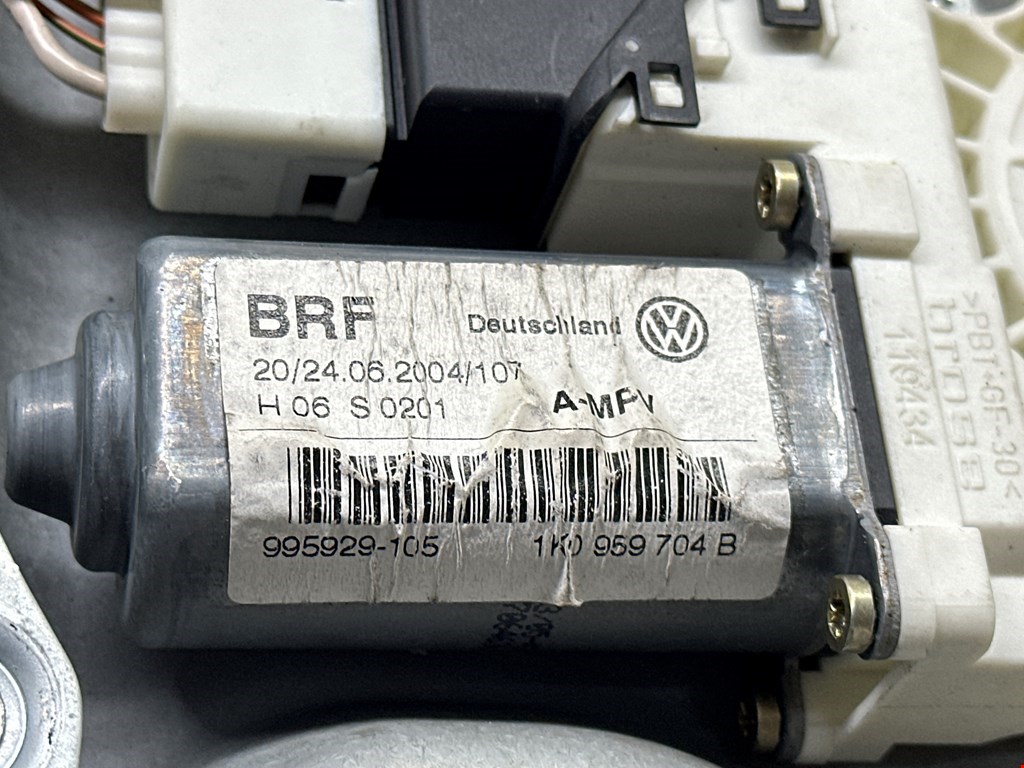 BRF
Deutschland
20/24.06.2004/107
H 06 S 0201
A-MPV
995929-105
1K0 959 704 B
>PBT-GF-30<
brose
1164384